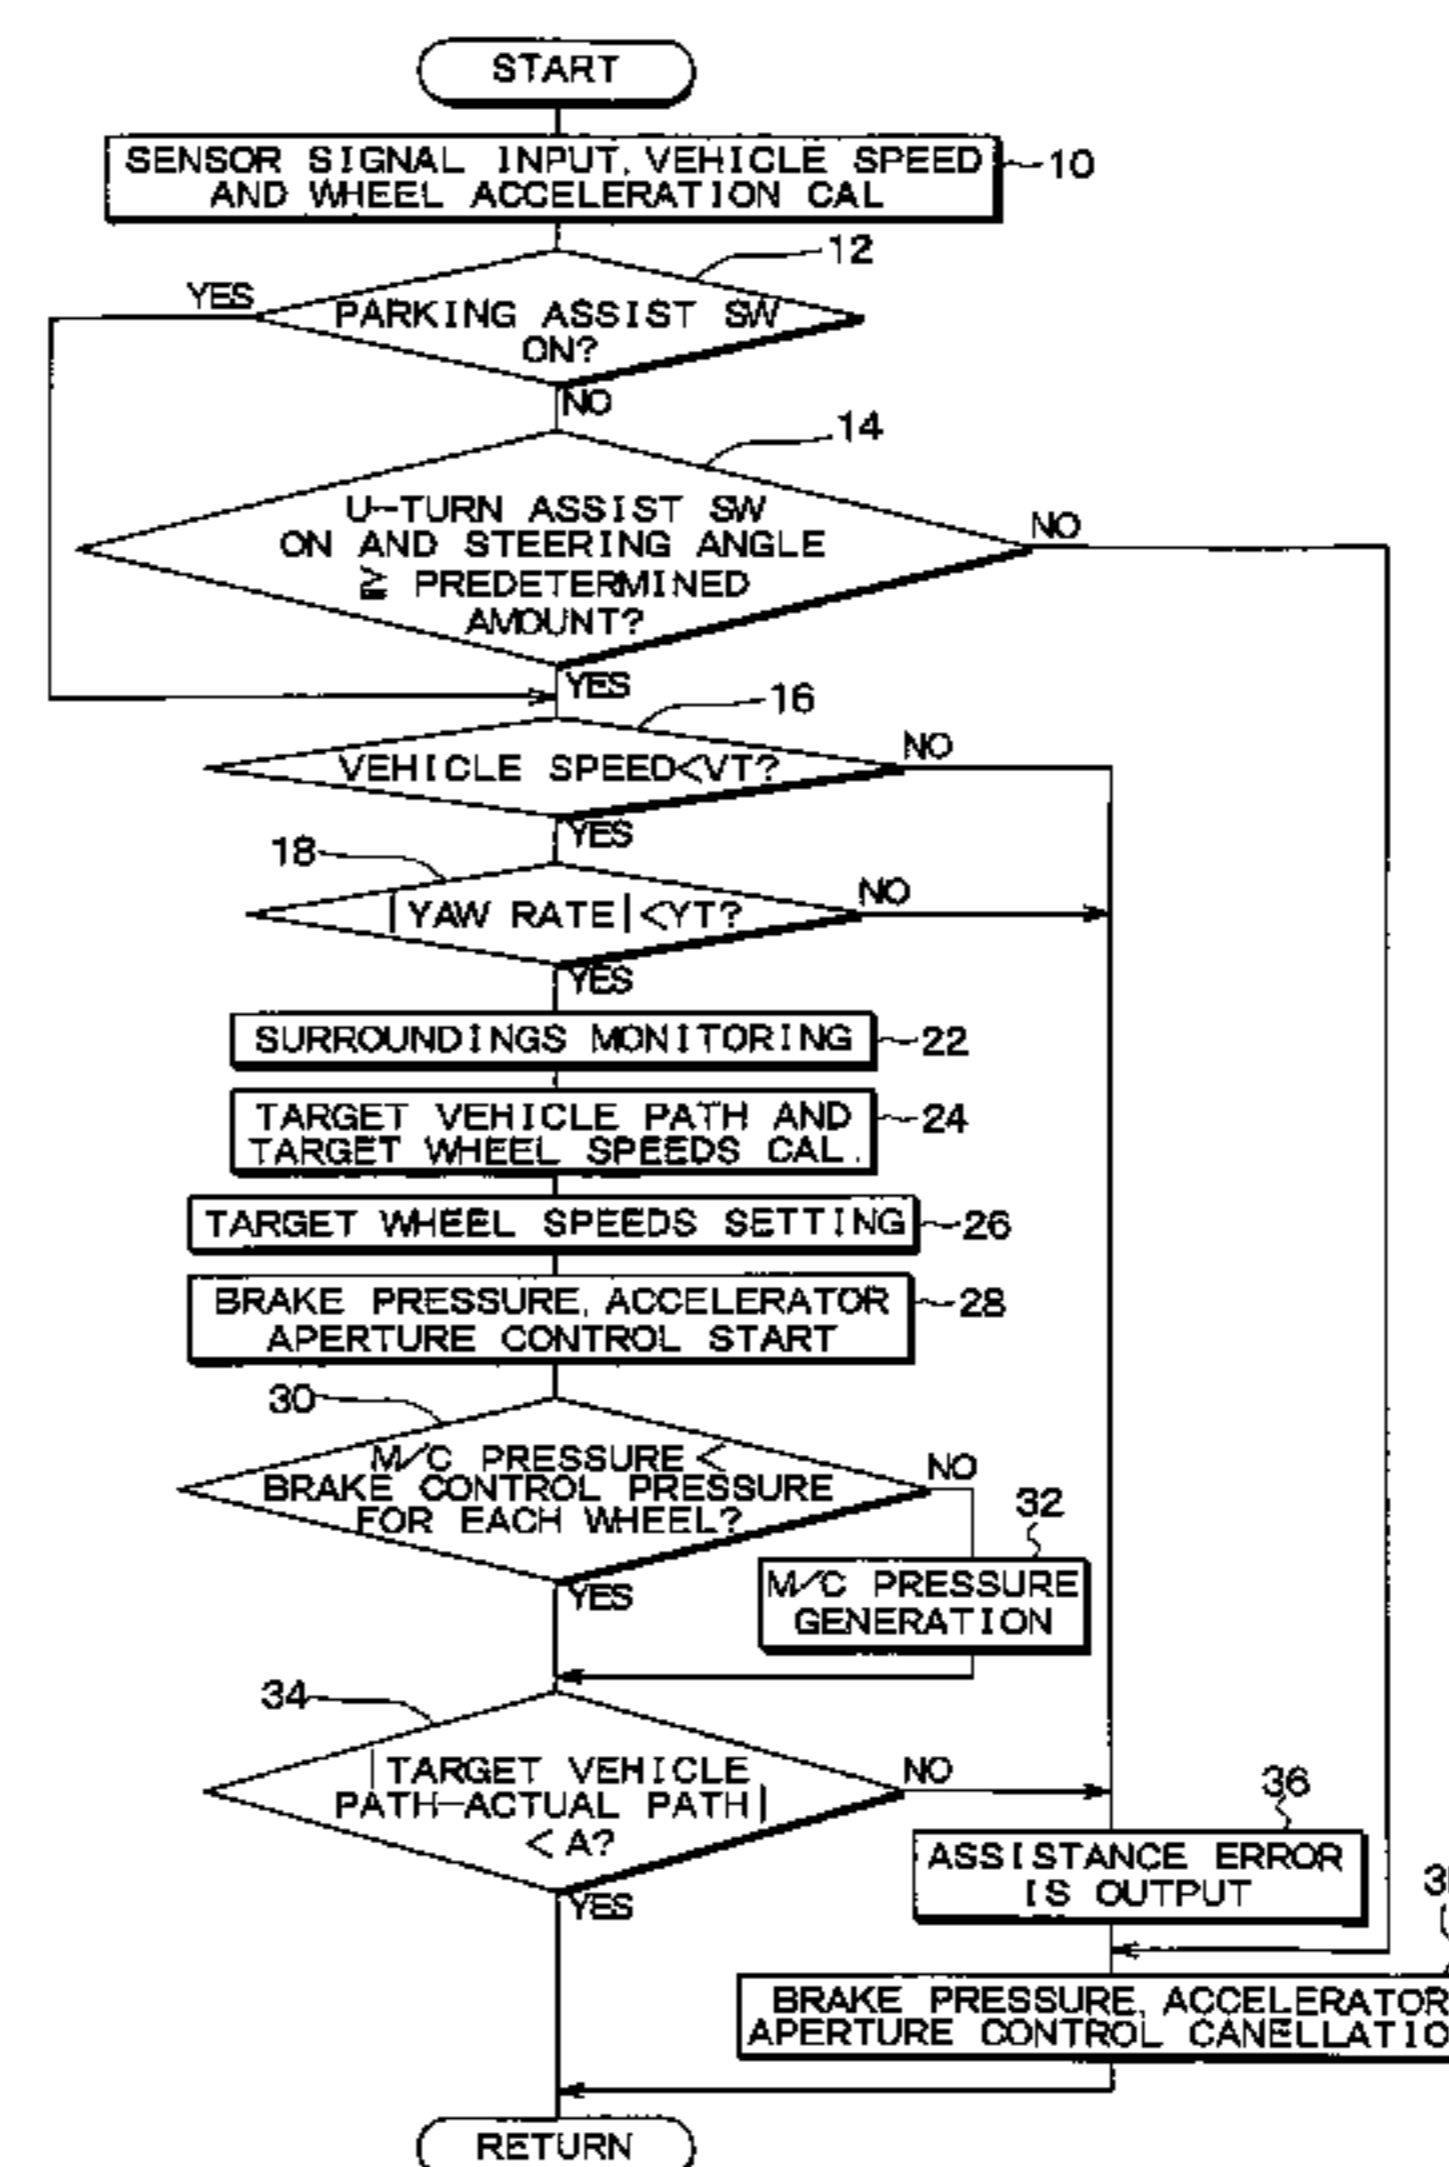 START
SENSOR SIGNAL INPUT, VEHICLE SPEED
AND WHEEL ACCELERATION CAL
10
12
YES
PARKING ASSIST SW
ON?
NO
14
U-TURN ASSIST SW
ON AND STEERING ANGLE
≧ PREDETERMINED
AMOUNT?
NO
YES
16
VEHICLE SPEED<VT?
NO
YES
18
|YAW RATE|<YT?
NO
YES
SURROUNDINGS MONITORING
22
TARGET VEHICLE PATH AND
TARGET WHEEL SPEEDS CAL.
24
TARGET WHEEL SPEEDS SETTING
26
BRAKE PRESSURE, ACCELERATOR
APERTURE CONTROL START
28
30
M/C PRESSURE <
BRAKE CONTROL PRESSURE
FOR EACH WHEEL?
NO
YES
32
M/C PRESSURE
GENERATION
34
|TARGET VEHICLE
PATH-ACTUAL PATH|
< A?
NO
YES
36
ASSISTANCE ERROR
IS OUTPUT
BRAKE PRESSURE, ACCELERATOR
APERTURE CONTROL CANELLATIO
RETURN